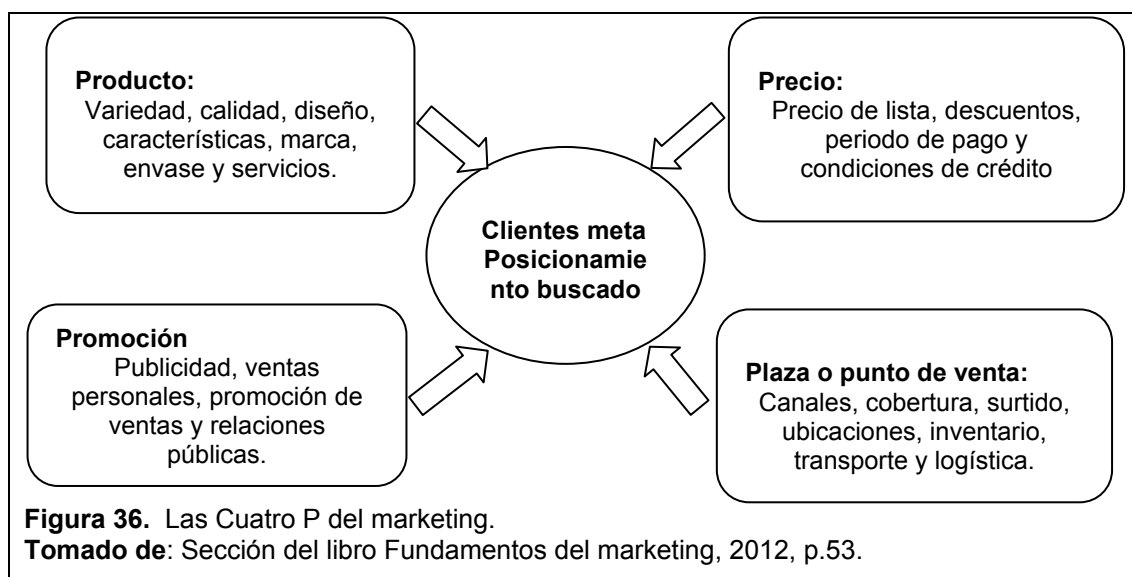 Producto:
Variedad, calidad, diseño,
características, marca,
envase y servicios.
Precio:
Precio de lista, descuentos,
periodo de pago y
condiciones de crédito
Clientes meta
Posicionamie
nto buscado
Promoción
Publicidad, ventas
personales, promoción de
ventas y relaciones
públicas.
Plaza o punto de venta:
Canales, cobertura, surtido,
ubicaciones, inventario,
transporte y logística.
Figura 36. Las Cuatro P del marketing.
Tomado de: Sección del libro Fundamentos del marketing, 2012, p.53.